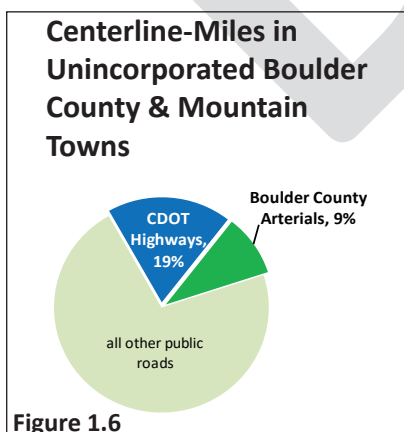 Centerline-Miles in
Unincorporated Boulder
County & Mountain
Towns
Boulder County
Arterials, 9%
CDOT
Highways,
19%
all other public
roads
Figure 1.6